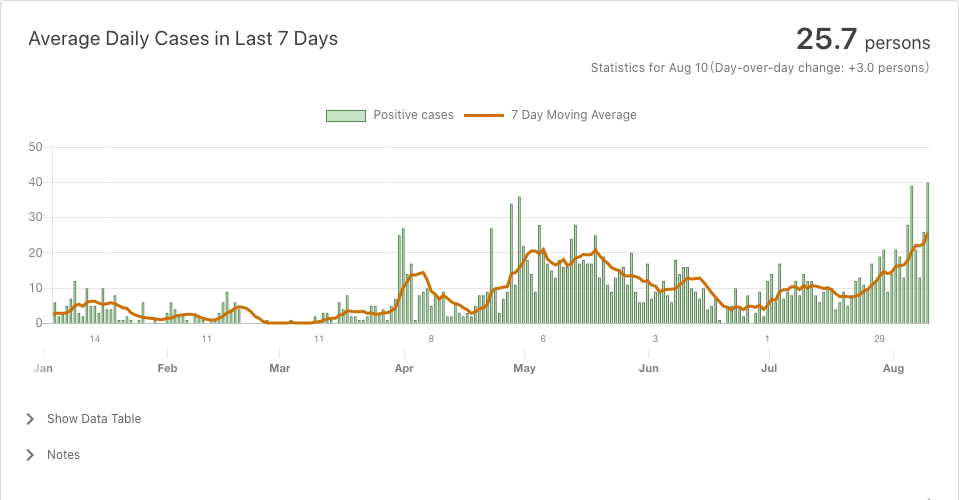 Average Daily Cases in Last 7 Days
25.7 persons
Statistics for Aug 10(Day-over-day change: +3.0 persons)
Positive cases
7 Day Moving Average
50
40
30
20
10
0
14 11 11 8 6 3 1 29
Jan Feb Mar Apr May Jun Jul Aug
Show Data Table
Notes